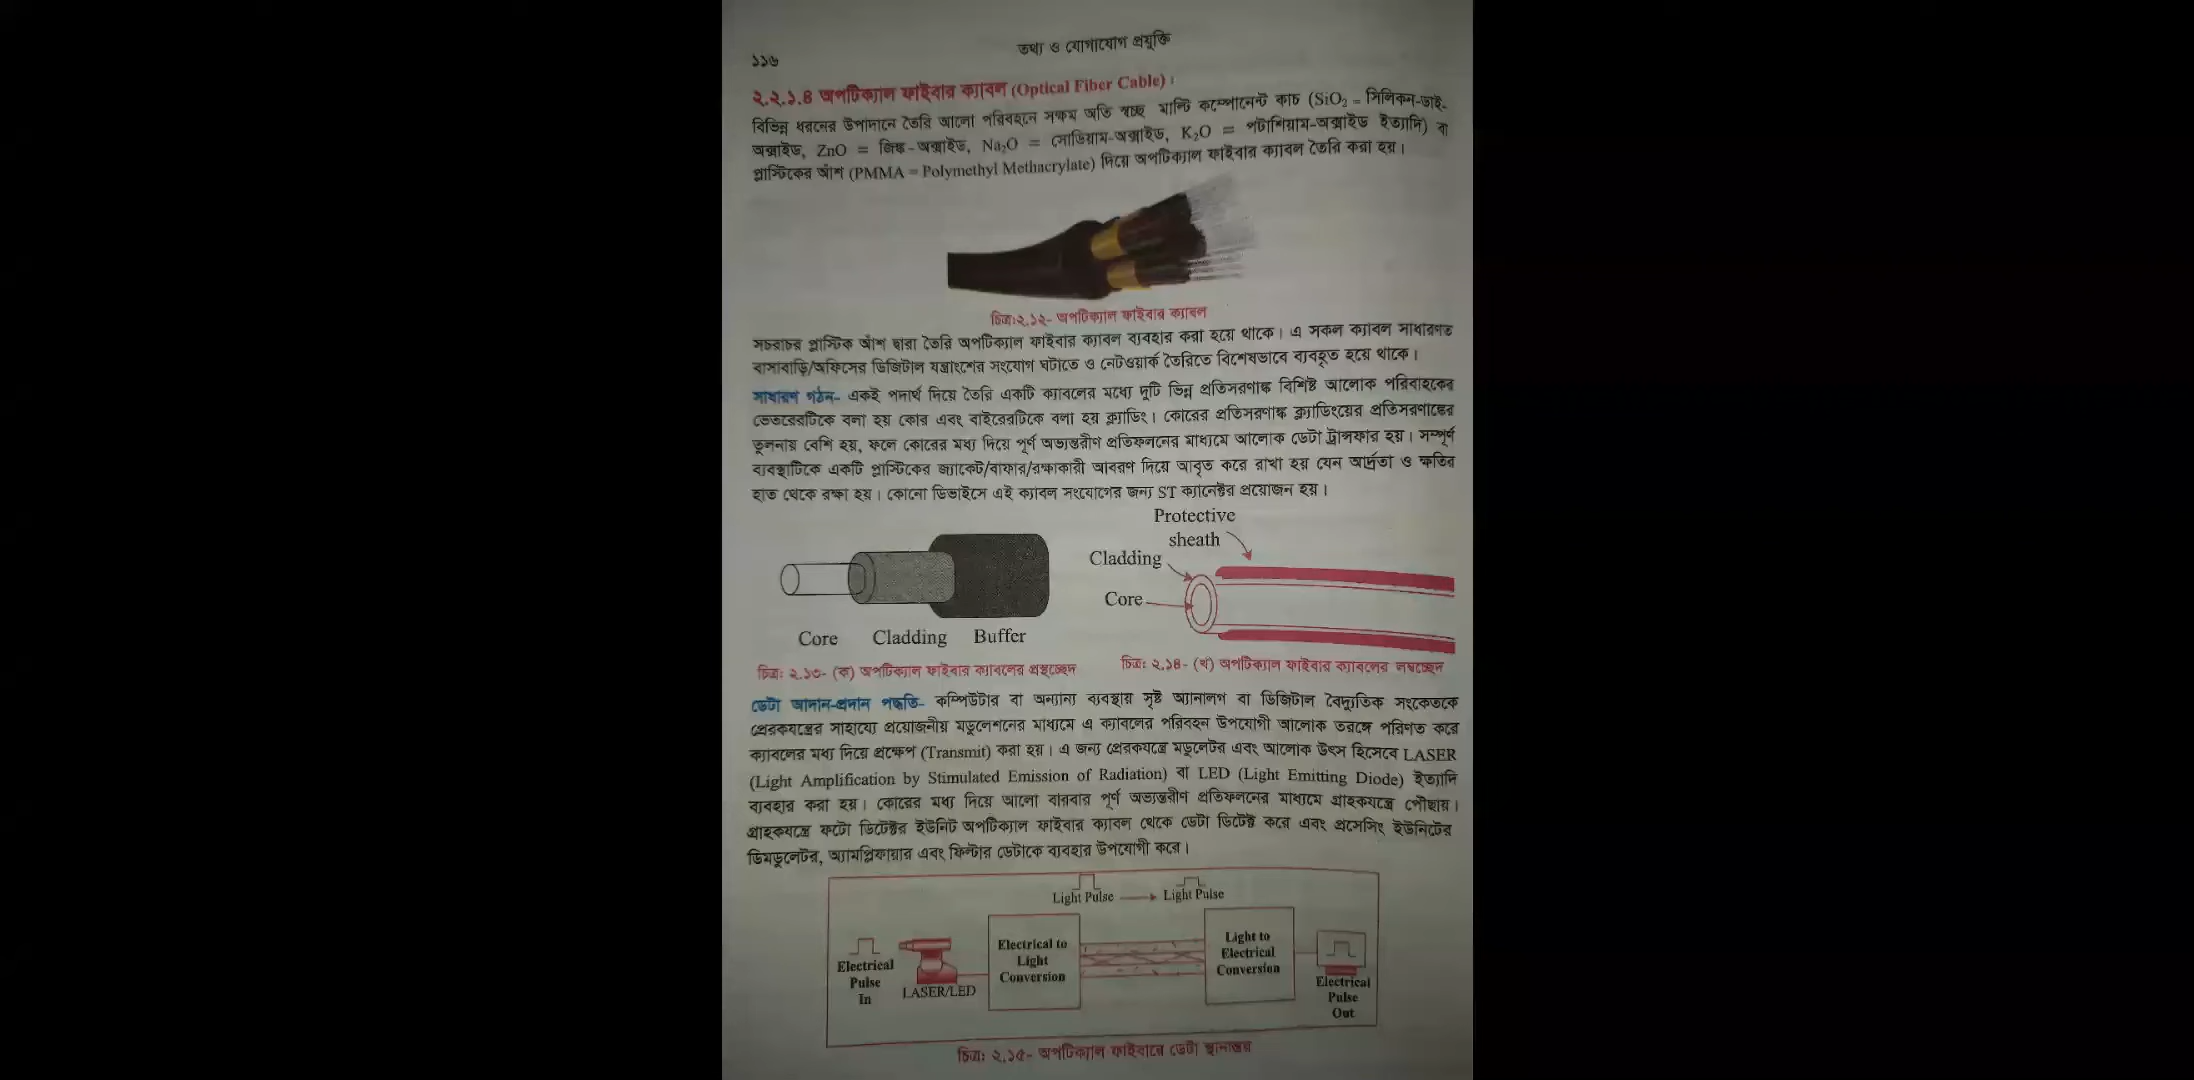 তথ্য ও যোগাযোগ প্রযুক্তি
১১৬
২.২.১.৪ অপটিক্যাল ফাইবার ক্যাবল (Optical Fiber Cable) :
বিভিন্ন ধরনের উপাদানে তৈরি আলো পরিবহনে সক্ষম অতি স্বচ্ছ মাল্টি কম্পোনেন্ট কাচ (SiO₂ = সিলিকন-ডাই-
অক্সাইড, ZnO = জিঙ্ক-অক্সাইড, Na₂O = সোডিয়াম-অক্সাইড, K₂O = পটাশিয়াম-অক্সাইড ইত্যাদি) বা
প্লাস্টিকের আঁশ (PMMA = Polymethyl Methacrylate) দিয়ে অপটিক্যাল ফাইবার ক্যাবল তৈরি করা হয়।
চিত্র:২.১২- অপটিক্যাল ফাইবার ক্যাবল
সচরাচর প্লাস্টিক আঁশ দ্বারা তৈরি অপটিক্যাল ফাইবার ক্যাবল ব্যবহার করা হয়ে থাকে। এ সকল ক্যাবল সাধারণত
বাসাবাড়ি/অফিসের ডিজিটাল যন্ত্রাংশের সংযোগ ঘটাতে ও নেটওয়ার্ক তৈরিতে বিশেষভাবে ব্যবহৃত হয়ে থাকে।
সাধারণ গঠন- একই পদার্থ দিয়ে তৈরি একটি ক্যাবলের মধ্যে দুটি ভিন্ন প্রতিসরণাঙ্ক বিশিষ্ট আলোক পরিবাহকের
ভেতরেরটিকে বলা হয় কোর এবং বাইরেরটিকে বলা হয় ক্ল্যাডিং। কোরের প্রতিসরণাঙ্ক ক্ল্যাডিংয়ের প্রতিসরণাঙ্কের
তুলনায় বেশি হয়, ফলে কোরের মধ্য দিয়ে পূর্ণ অভ্যন্তরীণ প্রতিফলনের মাধ্যমে আলোক ডেটা ট্রান্সফার হয়। সম্পূর্ণ
ব্যবস্থাটিকে একটি প্লাস্টিকের জ্যাকেট/বাফার/রক্ষাকারী আবরণ দিয়ে আবৃত করে রাখা হয় যেন আর্দ্রতা ও ক্ষতির
হাত থেকে রক্ষা হয়। কোনো ডিভাইসে এই ক্যাবল সংযোগের জন্য ST ক্যানেক্টর প্রয়োজন হয়।
Protective
sheath
Cladding
Core
Core Cladding Buffer
চিত্র: ২.১৩- (ক) অপটিক্যাল ফাইবার ক্যাবলের প্রস্থচ্ছেদ
চিত্র: ২.১৪- (খ) অপটিক্যাল ফাইবার ক্যাবলের লম্বচ্ছেদ
ডেটা আদান-প্রদান পদ্ধতি- কম্পিউটার বা অন্যান্য ব্যবস্থায় সৃষ্ট অ্যানালগ বা ডিজিটাল বৈদ্যুতিক সংকেতকে
প্রেরকযন্ত্রের সাহায্যে প্রয়োজনীয় মডুলেশনের মাধ্যমে এ ক্যাবলের পরিবহন উপযোগী আলোক তরঙ্গে পরিণত করে
ক্যাবলের মধ্য দিয়ে প্রক্ষেপ (Transmit) করা হয়। এ জন্য প্রেরকযন্ত্রে মডুলেটর এবং আলোক উৎস হিসেবে LASER
(Light Amplification by Stimulated Emission of Radiation) বা LED (Light Emitting Diode) ইত্যাদি
ব্যবহার করা হয়। কোরের মধ্য দিয়ে আলো বারবার পূর্ণ অভ্যন্তরীণ প্রতিফলনের মাধ্যমে গ্রাহকযন্ত্রে পৌছায়।
গ্রাহকযন্ত্রে ফটো ডিটেক্টর ইউনিট অপটিক্যাল ফাইবার ক্যাবল থেকে ডেটা ডিটেক্ট করে এবং প্রসেসিং ইউনিটের
ডিমডুলেটর, অ্যামপ্লিফায়ার এবং ফিল্টার ডেটাকে ব্যবহার উপযোগী করে।
Light Pulse Light Pulse
Electrical
Pulse
In
LASER/LED
Electrical to
Light
Conversion
Light to
Electrical
Conversion
Electrical
Pulse
Out
চিত্র: ২.১৫- অপটিক্যাল ফাইবারে ডেটা স্থানান্তর